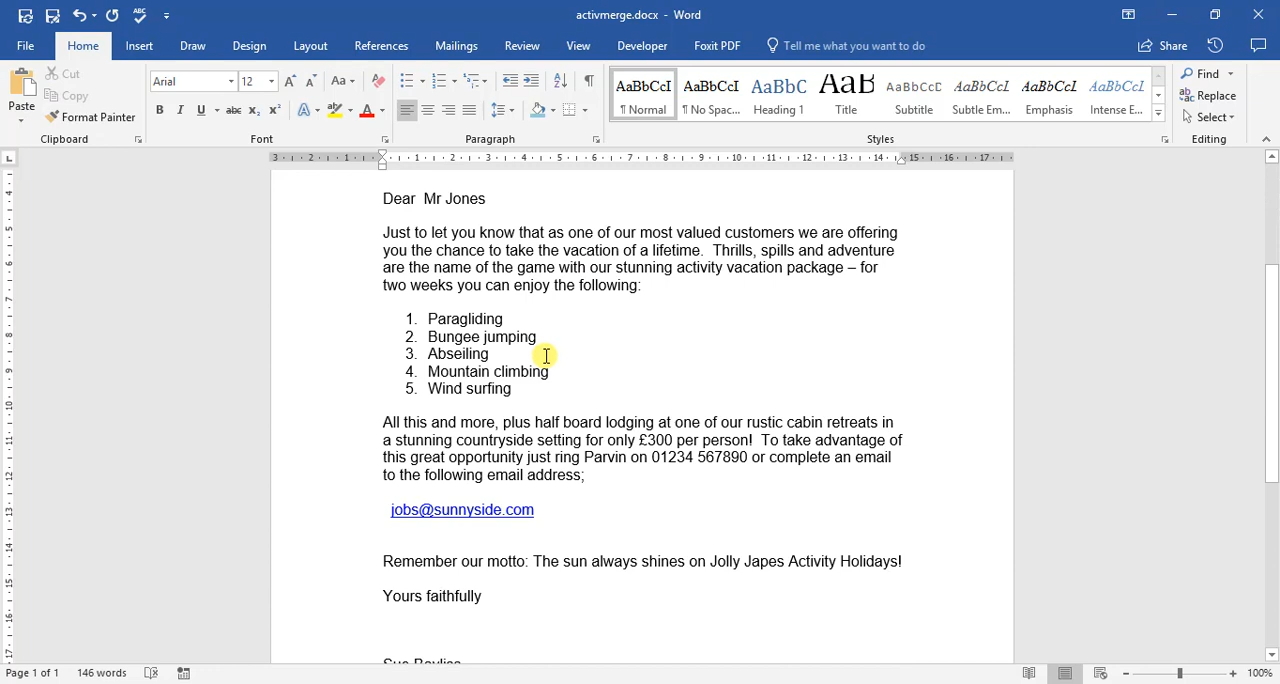 activmerge.docx - Word
File Home Insert Draw Design Layout References Mailings Review View Developer Foxit PDF Tell me what you want to do Share
Paste
Cut
Copy
Format Painter
Arial 12
AaBbCcI AaBbCcI AaBbC AaB AaBbCcC AaBbCcI AaBbCcI AaBbCcI
¶ Normal ¶ No Spac... Heading 1 Title Subtitle Subtle Em... Emphasis Intense E...
Find
Replace
Select
Clipboard Font Paragraph Styles Editing
Dear Mr Jones
Just to let you know that as one of our most valued customers we are offering
you the chance to take the vacation of a lifetime. Thrills, spills and adventure
are the name of the game with our stunning activity vacation package – for
two weeks you can enjoy the following:
1. Paragliding
2. Bungee jumping
3. Abseiling
4. Mountain climbing
5. Wind surfing
All this and more, plus half board lodging at one of our rustic cabin retreats in
a stunning countryside setting for only £300 per person! To take advantage of
this great opportunity just ring Parvin on 01234 567890 or complete an email
to the following email address;
jobs@sunnyside.com
Remember our motto: The sun always shines on Jolly Japes Activity Holidays!
Yours faithfully
Page 1 of 1 146 words 100%